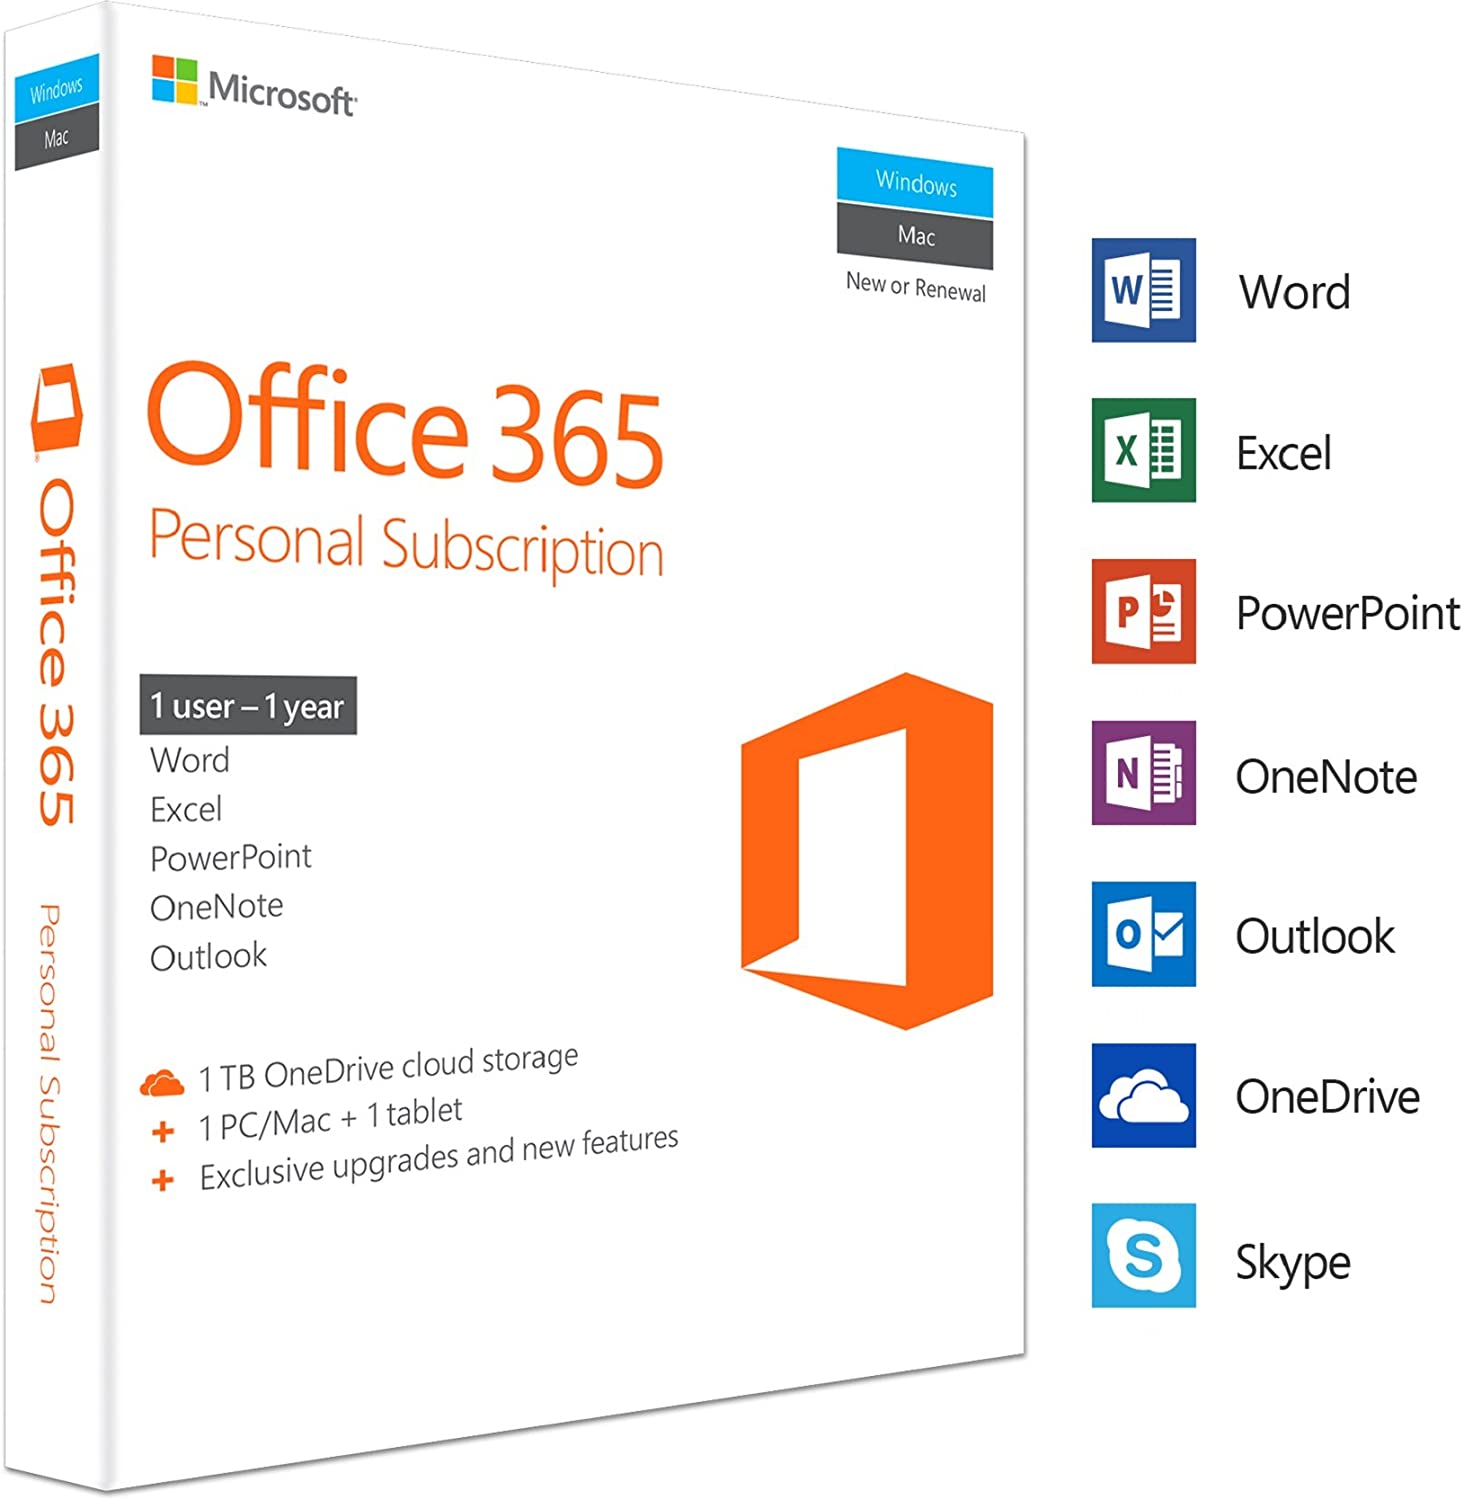 Windows
Mac
Office 365
Personal Subscription
Microsoft
Windows
Mac
New or Renewal
Office 365
Personal Subscription
1 user – 1 year
Word
Excel
PowerPoint
OneNote
Outlook
1 TB OneDrive cloud storage
+ 1 PC/Mac + 1 tablet
+ Exclusive upgrades and new features
W
Word
X
Excel
P
PowerPoint
N
OneNote
O
Outlook
OneDrive
S
Skype